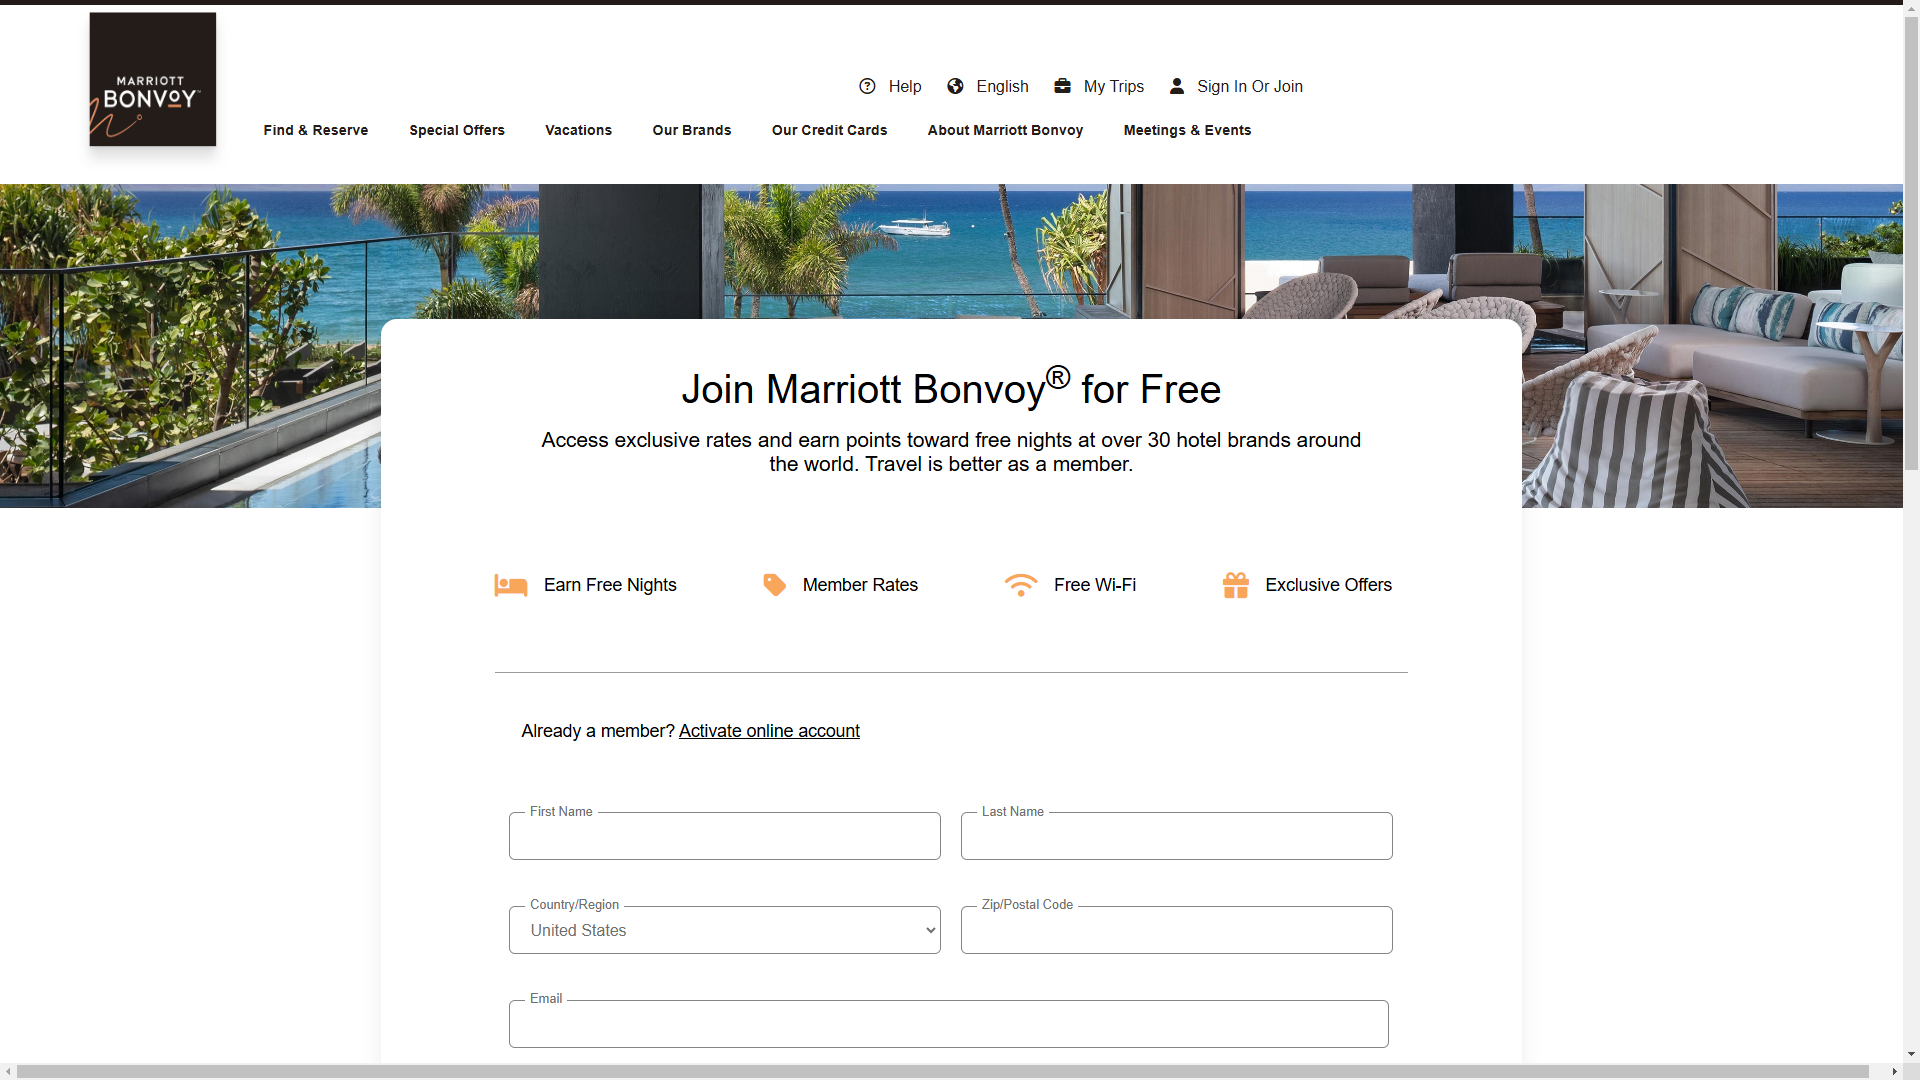 MARRIOTT
BONVOY™
Help
English
My Trips
Sign In Or Join
Find & Reserve
Special Offers
Vacations
Our Brands
Our Credit Cards
About Marriott Bonvoy
Meetings & Events
Join Marriott Bonvoy® for Free
Access exclusive rates and earn points toward free nights at over 30 hotel brands around
the world. Travel is better as a member.
Earn Free Nights
Member Rates
Free Wi-Fi
Exclusive Offers
Already a member? Activate online account
First Name
Last Name
Country/Region
United States
Zip/Postal Code
Email